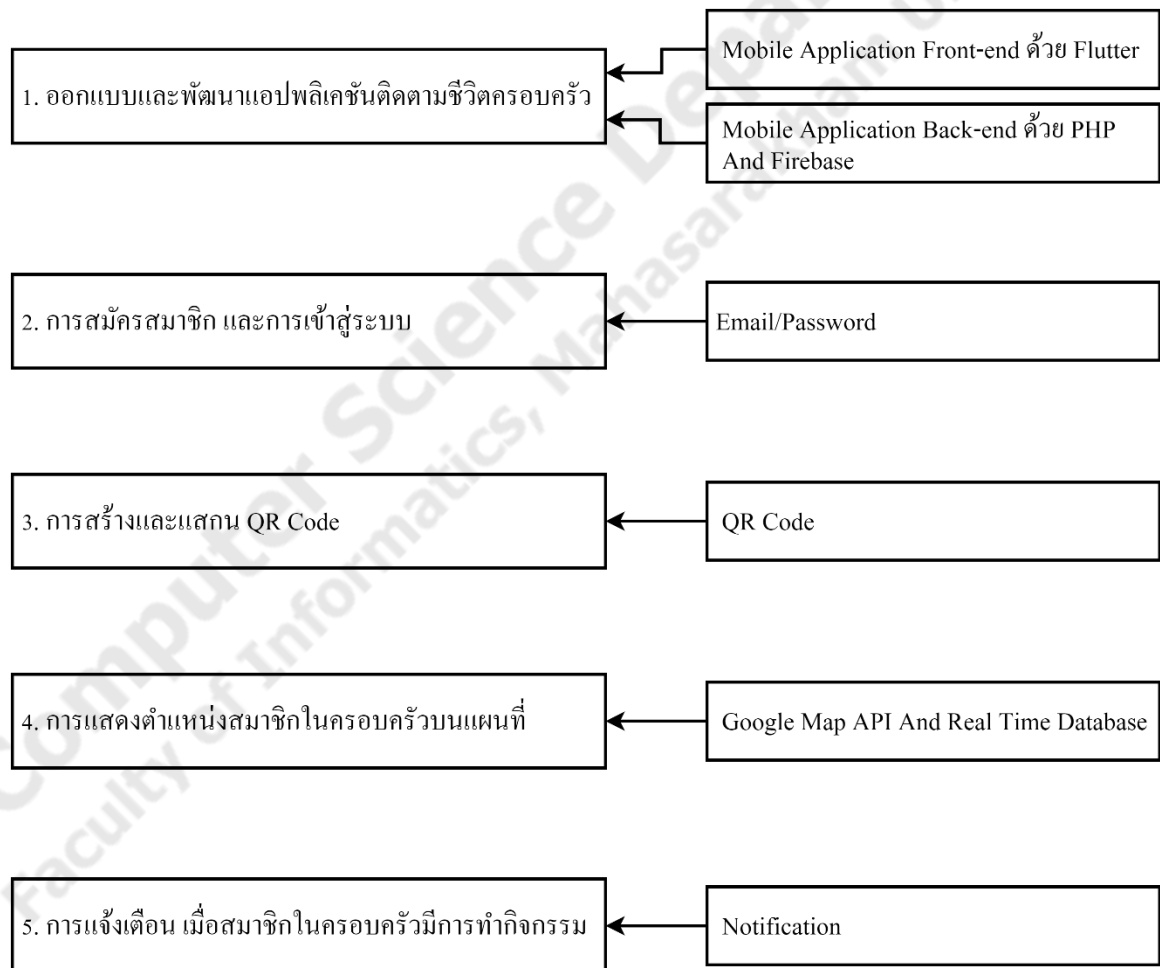 Mobile Application Front-end ด้วย Flutter
1. ออกแบบและพัฒนาแอปพลิเคชันติดตามชีวิตครอบครัว
Mobile Application Back-end ด้วย PHP
And Firebase
2. การสมัครสมาชิก และการเข้าสู่ระบบ
Email/Password
3. การสร้างและแสกน QR Code
QR Code
4. การแสดงตำแหน่งสมาชิกในครอบครัวบนแผนที่
Google Map API And Real Time Database
5. การแจ้งเตือน เมื่อสมาชิกในครอบครัวมีการทำกิจกรรม
Notification
Computer Science
Faculty of Informatics, Mahasarakham